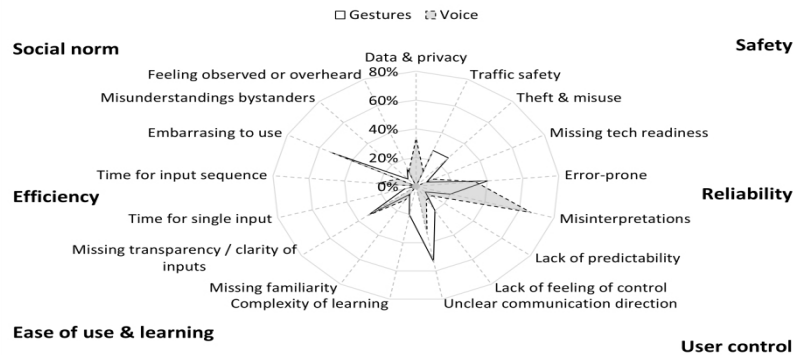 Gestures Voice
Social norm
Safety
Data & privacy
80%
Feeling observed or overheard
Traffic safety
Misunderstandings bystanders
60%
Theft & misuse
Embarrasing to use
40%
Missing tech readiness
20%
Time for input sequence
0%
Error-prone
Efficiency
Reliability
Time for single input
Misinterpretations
Missing transparency / clarity of
inputs
Lack of predictability
Missing familiarity
Lack of feeling of control
Complexity of learning
Unclear communication direction
Ease of use & learning
User control